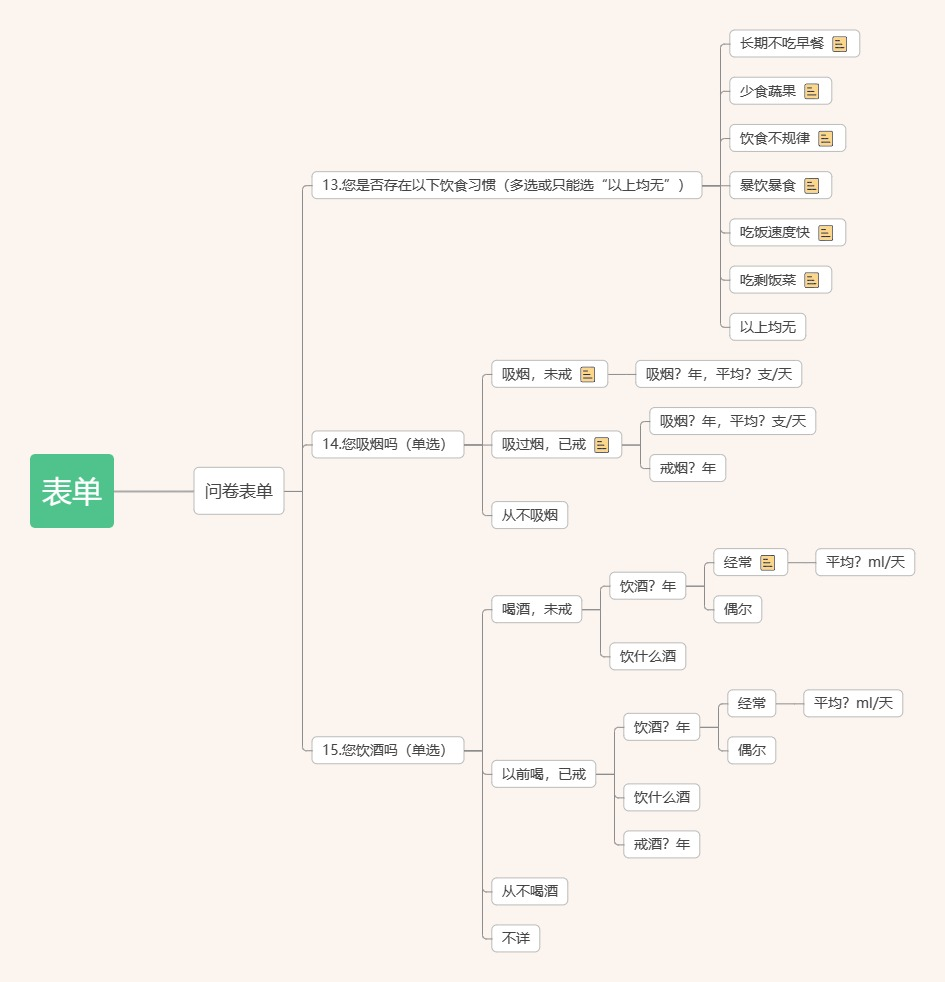 表单
问卷表单
13.您是否存在以下饮食习惯（多选或只能选“以上均无”）
长期不吃早餐
少食蔬果
饮食不规律
暴饮暴食
吃饭速度快
吃剩饭菜
以上均无
14.您吸烟吗（单选）
吸烟，未戒
吸烟？年，平均？支/天
吸过烟，已戒
吸烟？年，平均？支/天
戒烟？年
从不吸烟
15.您饮酒吗（单选）
喝酒，未戒
饮酒？年
经常
平均？ml/天
偶尔
饮什么酒
以前喝，已戒
饮酒？年
经常
平均？ml/天
偶尔
饮什么酒
戒酒？年
从不喝酒
不详